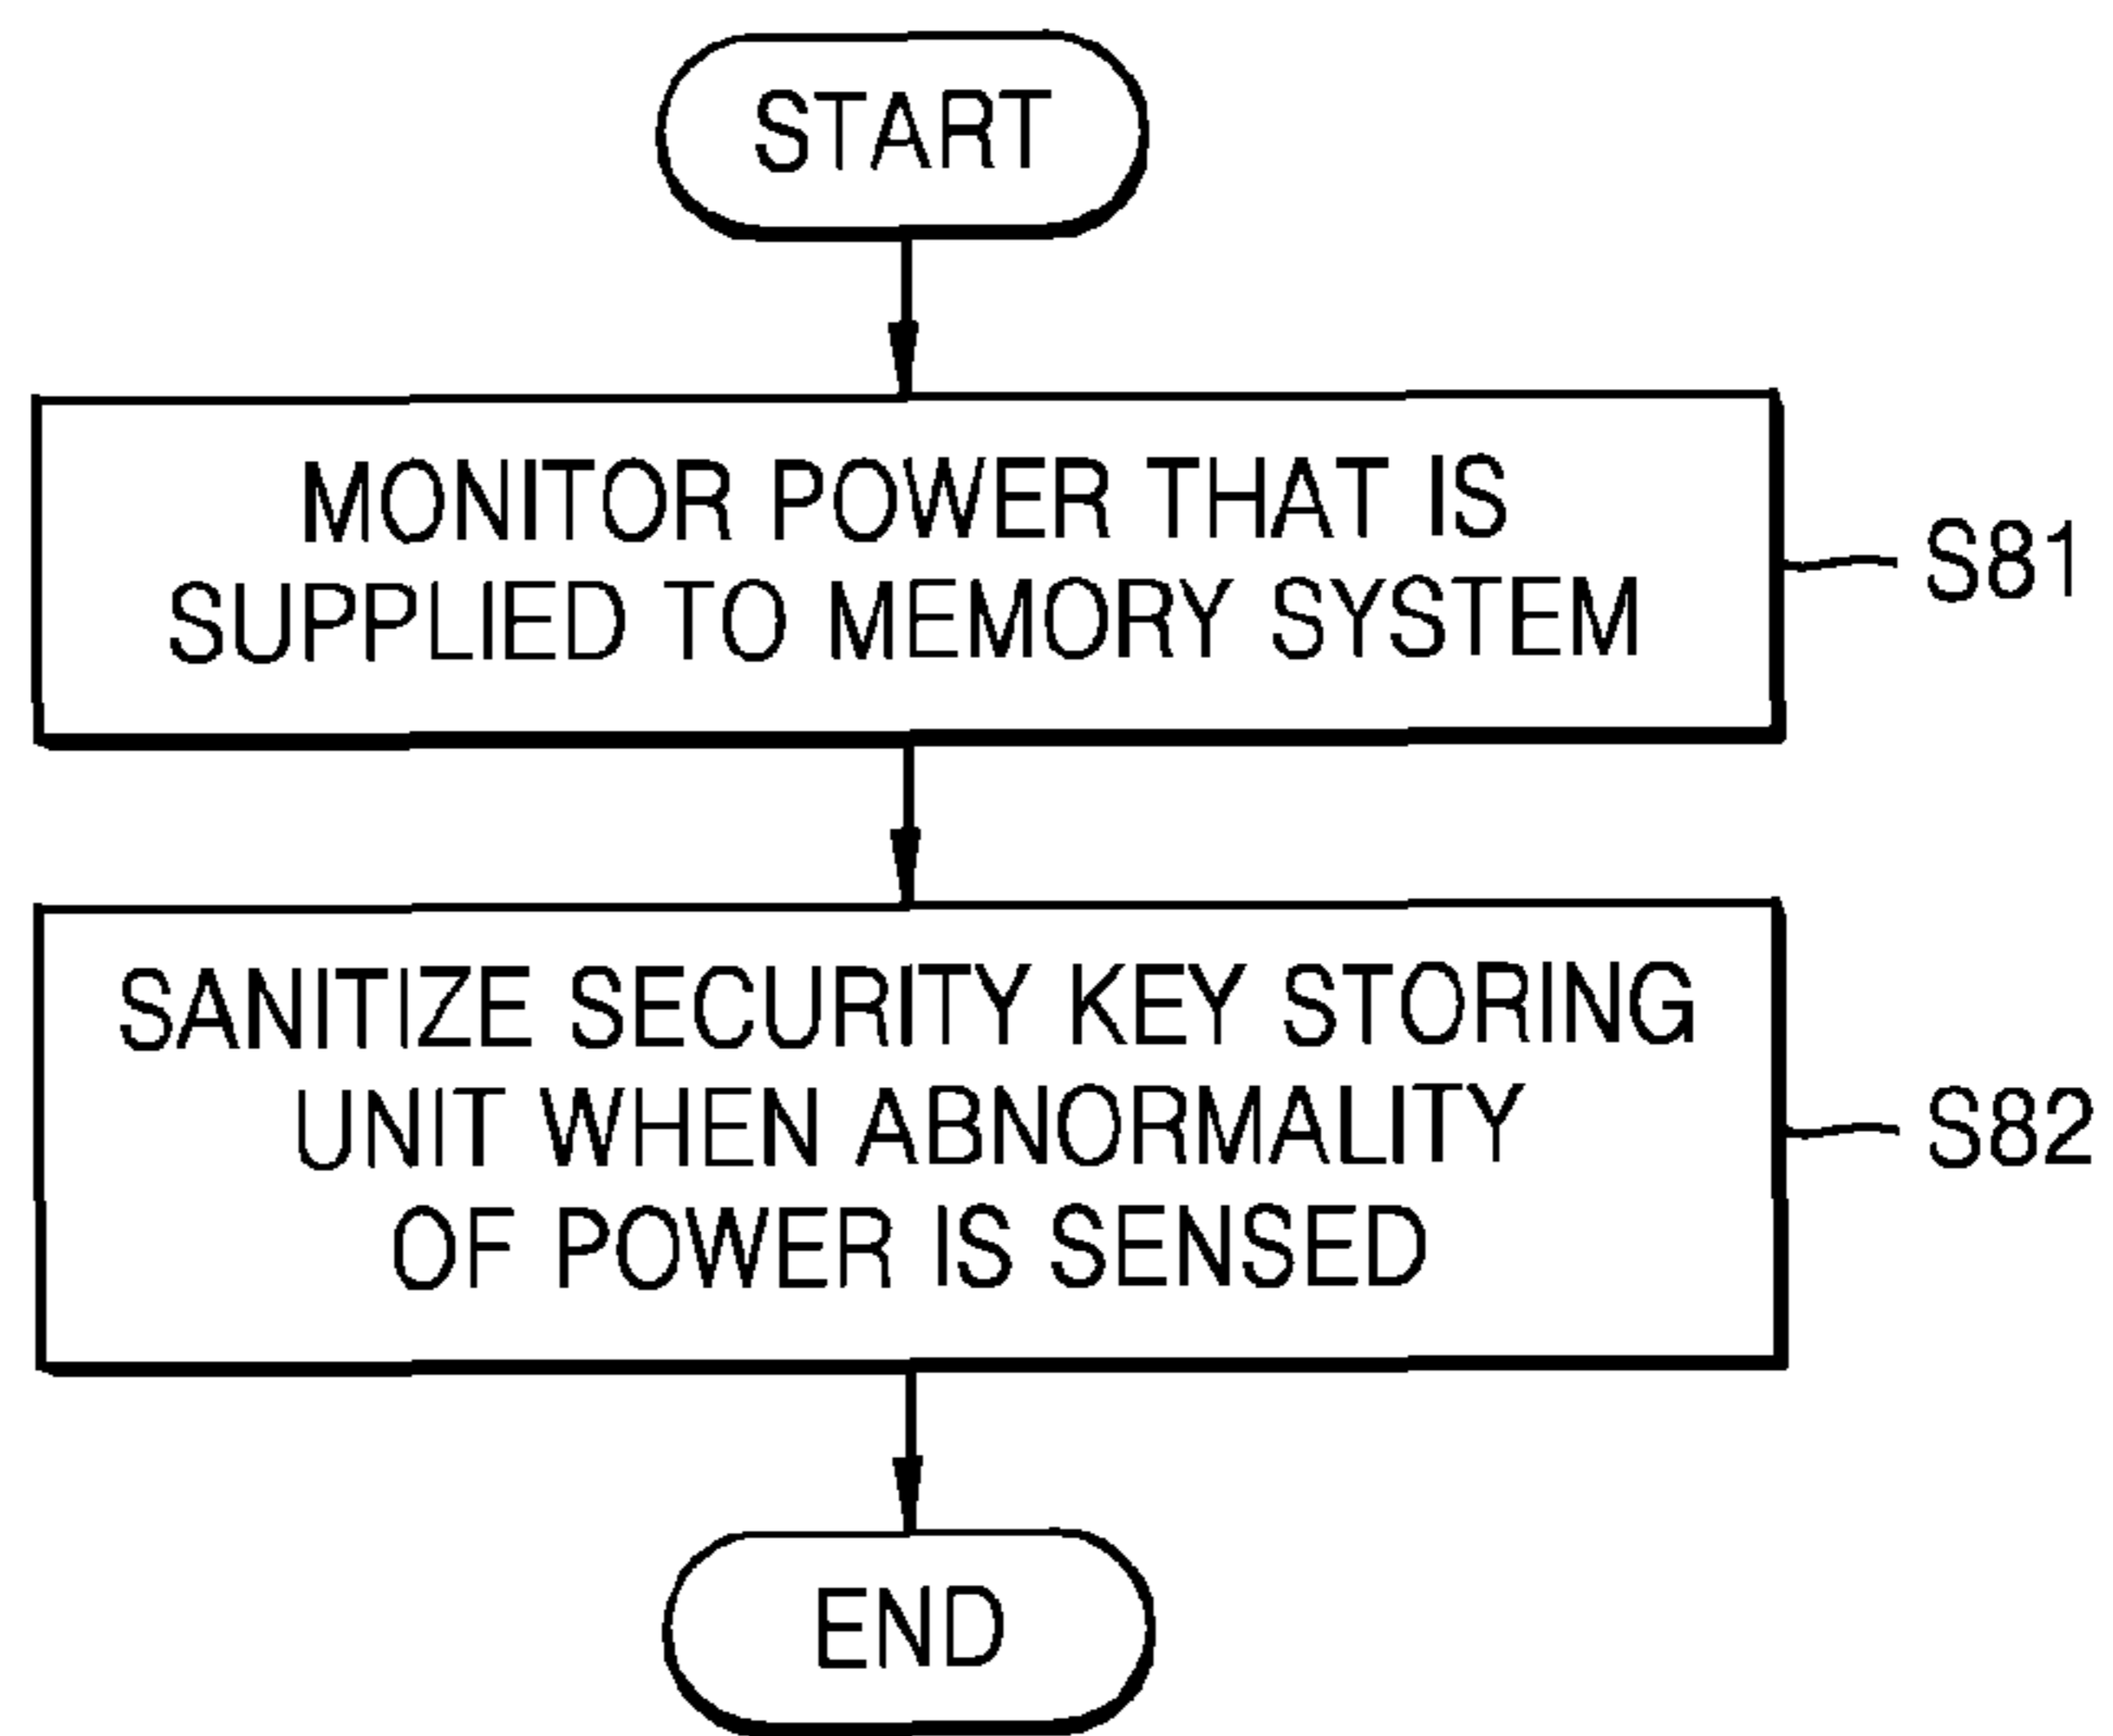 START
MONITOR POWER THAT IS
SUPPLIED TO MEMORY SYSTEM
S81
SANITIZE SECURITY KEY STORING
UNIT WHEN ABNORMALITY
OF POWER IS SENSED
S82
END